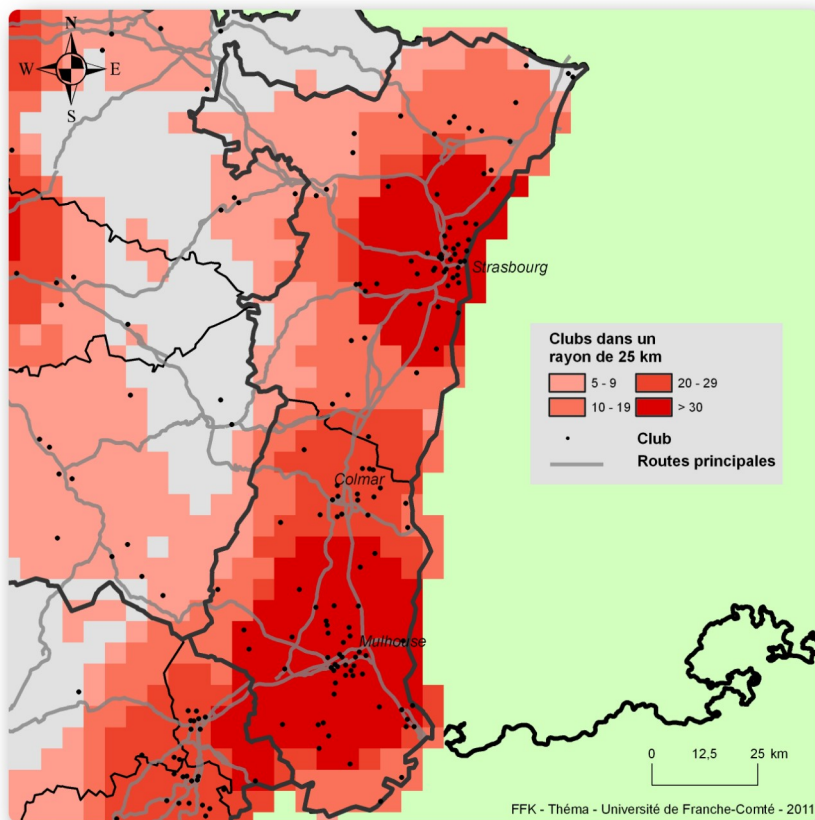 N
W E
S
Strasbourg
Clubs dans un
rayon de 25 km
5 - 9 20 - 29
10 - 19 > 30
Club
Routes principales
Colmar
Mulhouse
0 12,5 25 km
FFK - Théma - Université de Franche-Comté - 2011